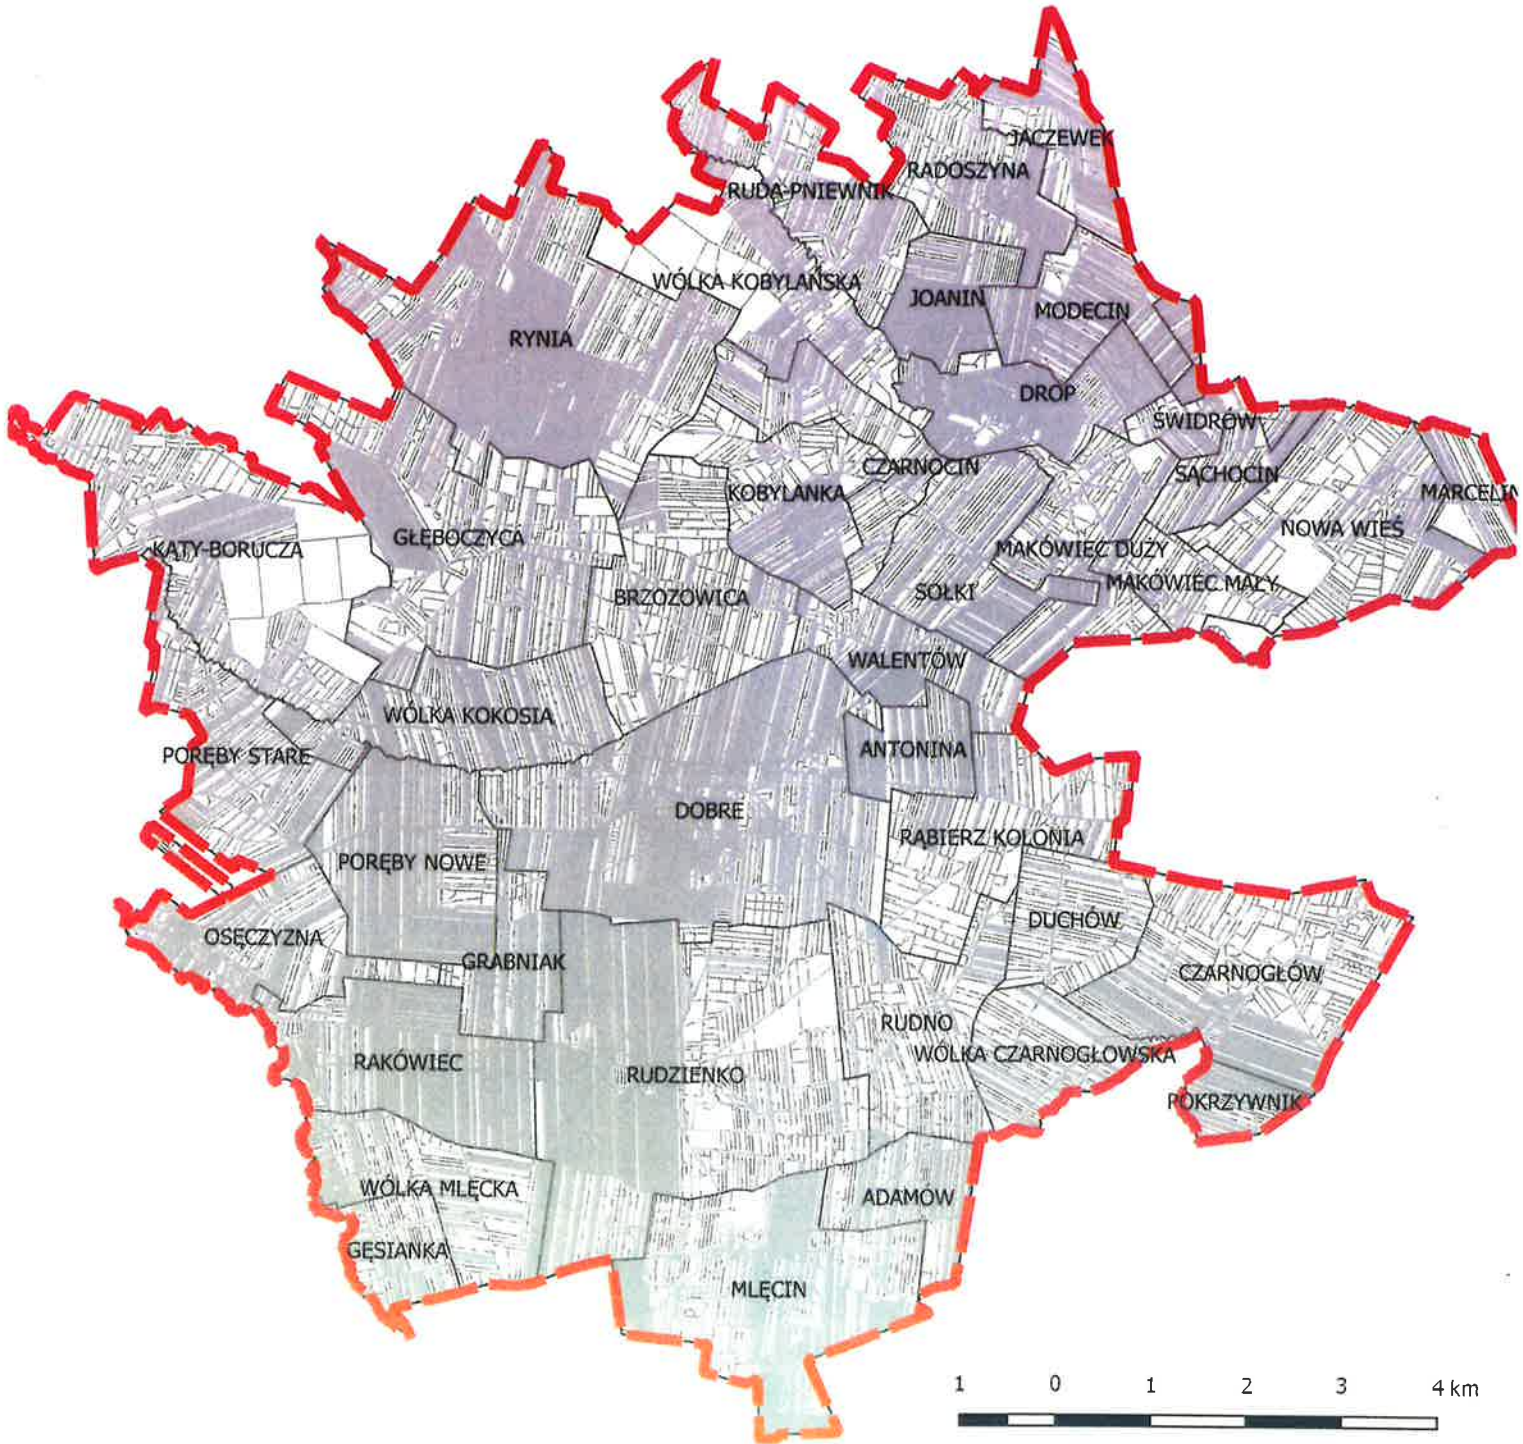 JACZEWEK
RADOSZYNA
RUDA-PNIEWNIK
WÓLKA KOBYLAŃSKA
JOANIN
MODECIN
RYNIA
DROP
ŚWIDRÓW
CZARNOCIN
SĄCHOCIN
KOBYLANKA
MARCELIN
NOWA WIEŚ
GŁĘBOCZYCA
KĄTY-BORUCZA
MAKÓWIEC DUŻY
MAKÓWIEC MAŁY
BRZOZOWICA
SOŁKI
WALENTÓW
WÓLKA KOKOSIA
ANTONINA
PORĘBY STARE
DOBRE
RĄBIERZ KOLONIA
PORĘBY NOWE
DUCHÓW
OSĘCZYZNA
GRABNIAK
CZARNOGŁÓW
RUDNO
WÓLKA CZARNOGŁOWSKA
RAKÓWIEC
RUDZIENKO
POKRZYWNIK
WÓLKA MLĘCKA
ADAMÓW
GĘSIANKA
MLĘCIN
1 0 1 2 3 4 km